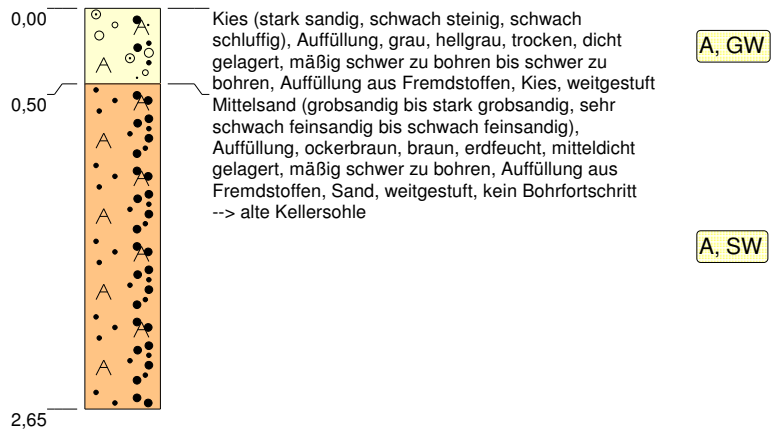 0,00
Kies (stark sandig, schwach steinig, schwach
schluffig), Auffüllung, grau, hellgrau, trocken, dicht
gelagert, mäßig schwer zu bohren bis schwer zu
bohren, Auffüllung aus Fremdstoffen, Kies, weitgestuft
A, GW
0,50
Mittelsand (grobsandig bis stark grobsandig, sehr
schwach feinsandig bis schwach feinsandig),
Auffüllung, ockerbraun, braun, erdfeucht, mitteldicht
gelagert, mäßig schwer zu bohren, Auffüllung aus
Fremdstoffen, Sand, weitgestuft, kein Bohrfortschritt
--> alte Kellersohle
A, SW
A
A
A
A
A
A
A
A
A
A
2,65